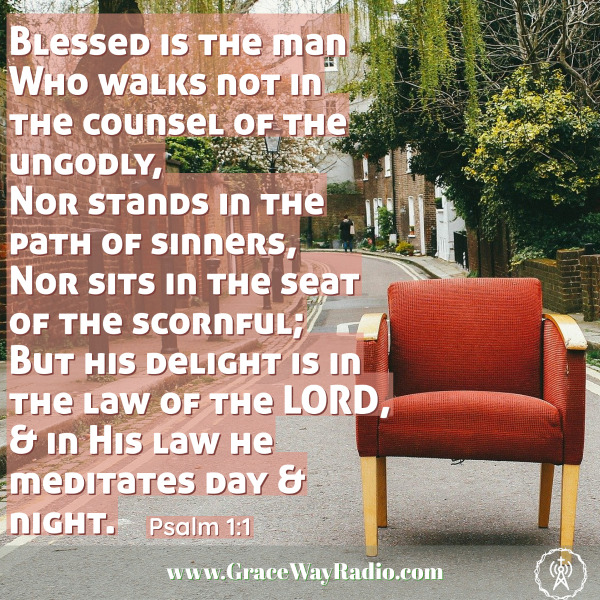 Blessed is the man
Who walks not in
the counsel of the
ungodly,
Nor stands in the
path of sinners,
Nor sits in the seat
of the scornful;
But his delight is in
the law of the LORD,
& in His law he
meditates day &
night.
Psalm 1:1
www.GraceWayRadio.com